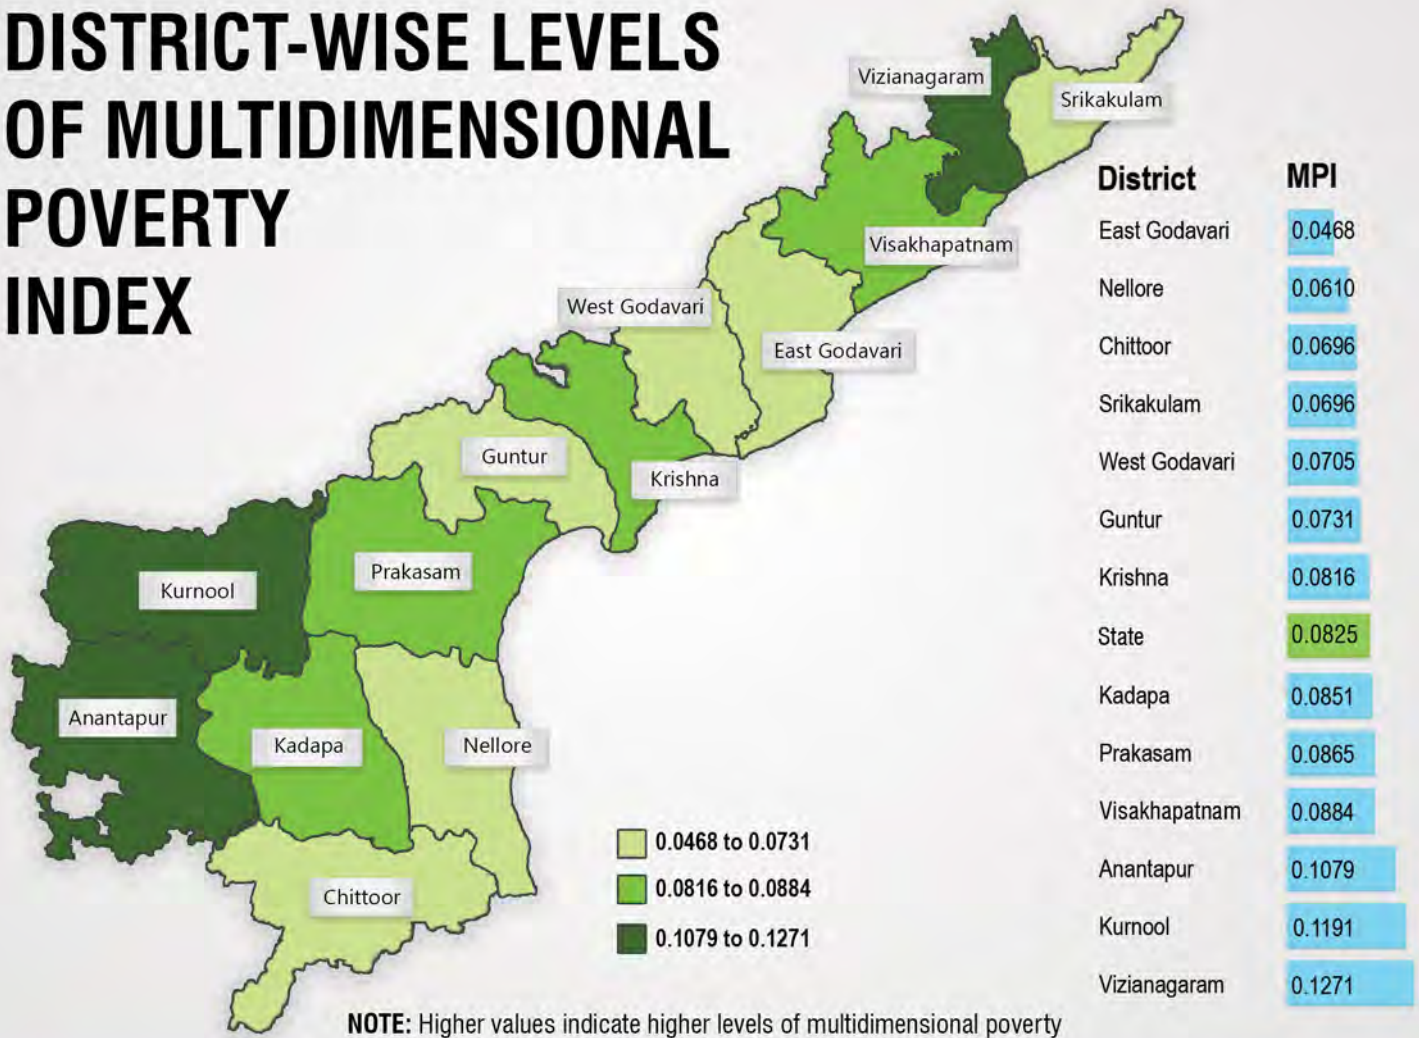 DISTRICT-WISE LEVELS
OF MULTIDIMENSIONAL
POVERTY
INDEX
Vizianagaram
Srikakulam
Visakhapatnam
West Godavari
East Godavari
Guntur
Krishna
Prakasam
Kurnool
Anantapur
Kadapa
Nellore
Chittoor
0.0468 to 0.0731
0.0816 to 0.0884
0.1079 to 0.1271
District MPI
East Godavari 0.0468
Nellore 0.0610
Chittoor 0.0696
Srikakulam 0.0696
West Godavari 0.0705
Guntur 0.0731
Krishna 0.0816
State 0.0825
Kadapa 0.0851
Prakasam 0.0865
Visakhapatnam 0.0884
Anantapur 0.1079
Kurnool 0.1191
Vizianagaram 0.1271
NOTE: Higher values indicate higher levels of multidimensional poverty